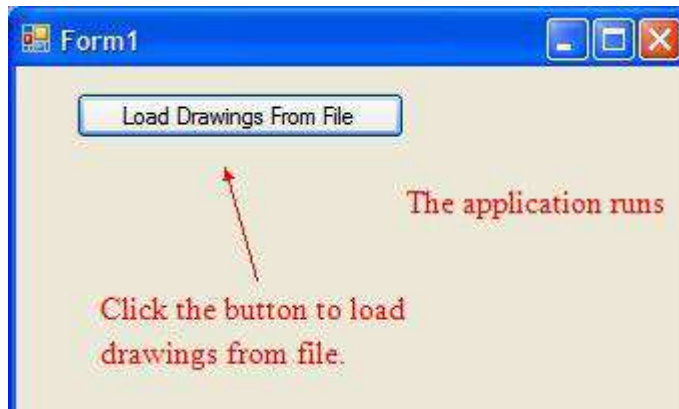 Form1
Load Drawings From File
The application runs
Click the button to load
drawings from file.